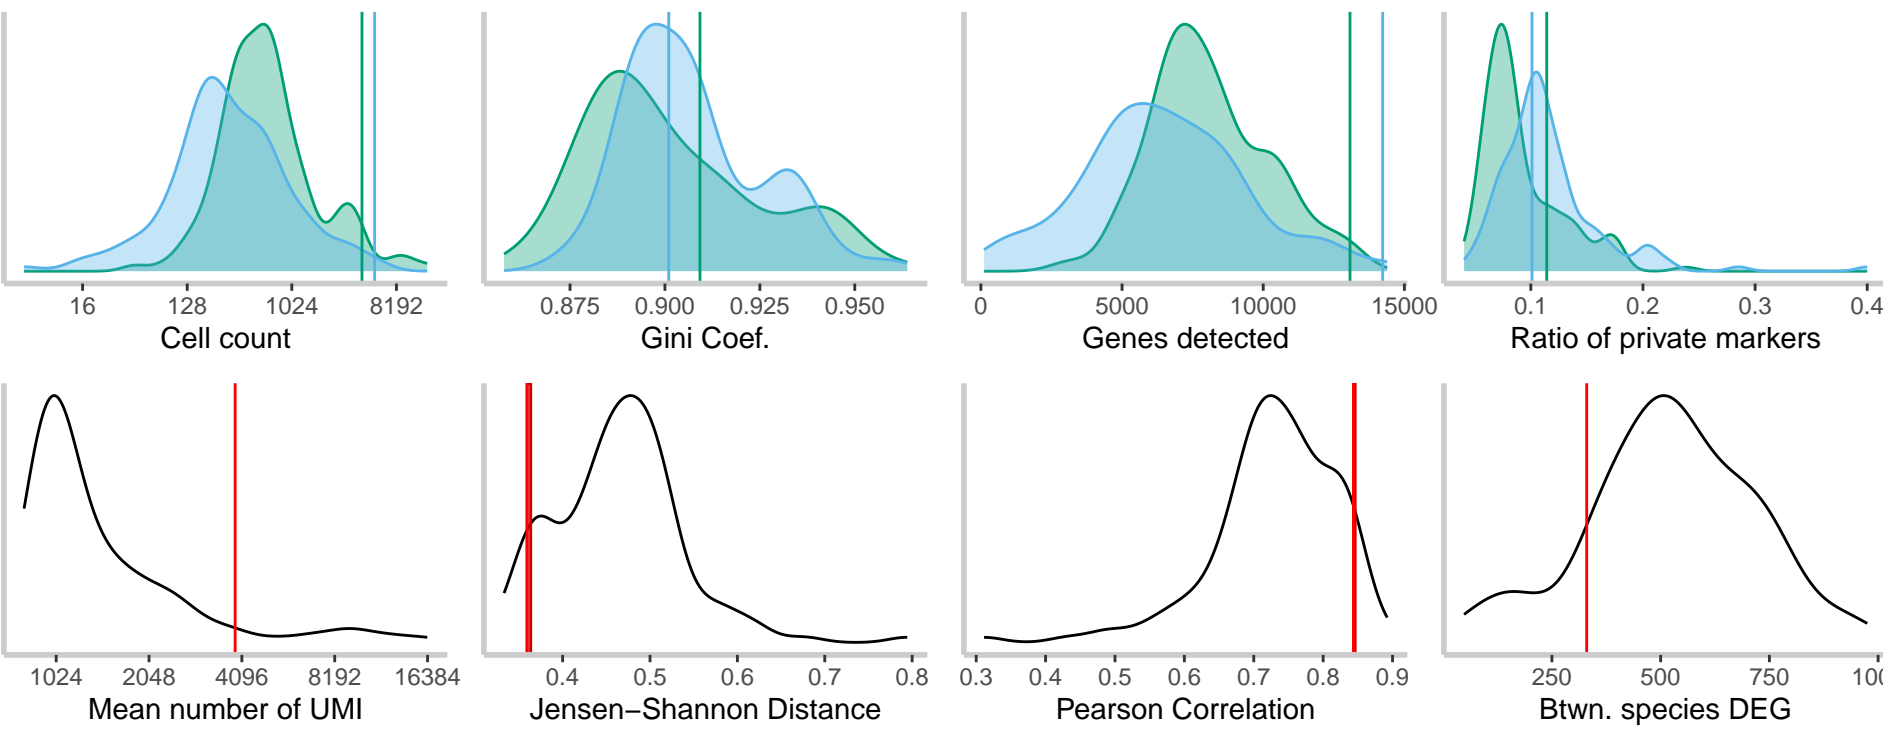 16 128 1024 8192
Cell count
0.875 0.900 0.925 0.950
Gini Coef.
0 5000 10000 15000
Genes detected
0.1 0.2 0.3 0.4
Ratio of private markers
1024 2048 4096 8192 16384
Mean number of UMI
0.4 0.5 0.6 0.7 0.8
Jensen−Shannon Distance
0.3 0.4 0.5 0.6 0.7 0.8 0.9
Pearson Correlation
250 500 750
Btwn. species DEG